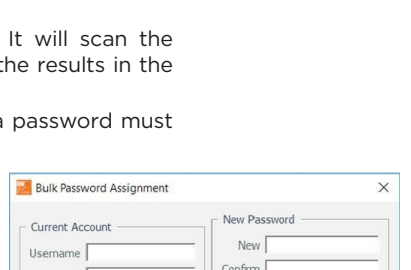 It will scan the
the results in the
a password must
Bulk Password Assignment
Current Account
Username
New Password
New
Confirm